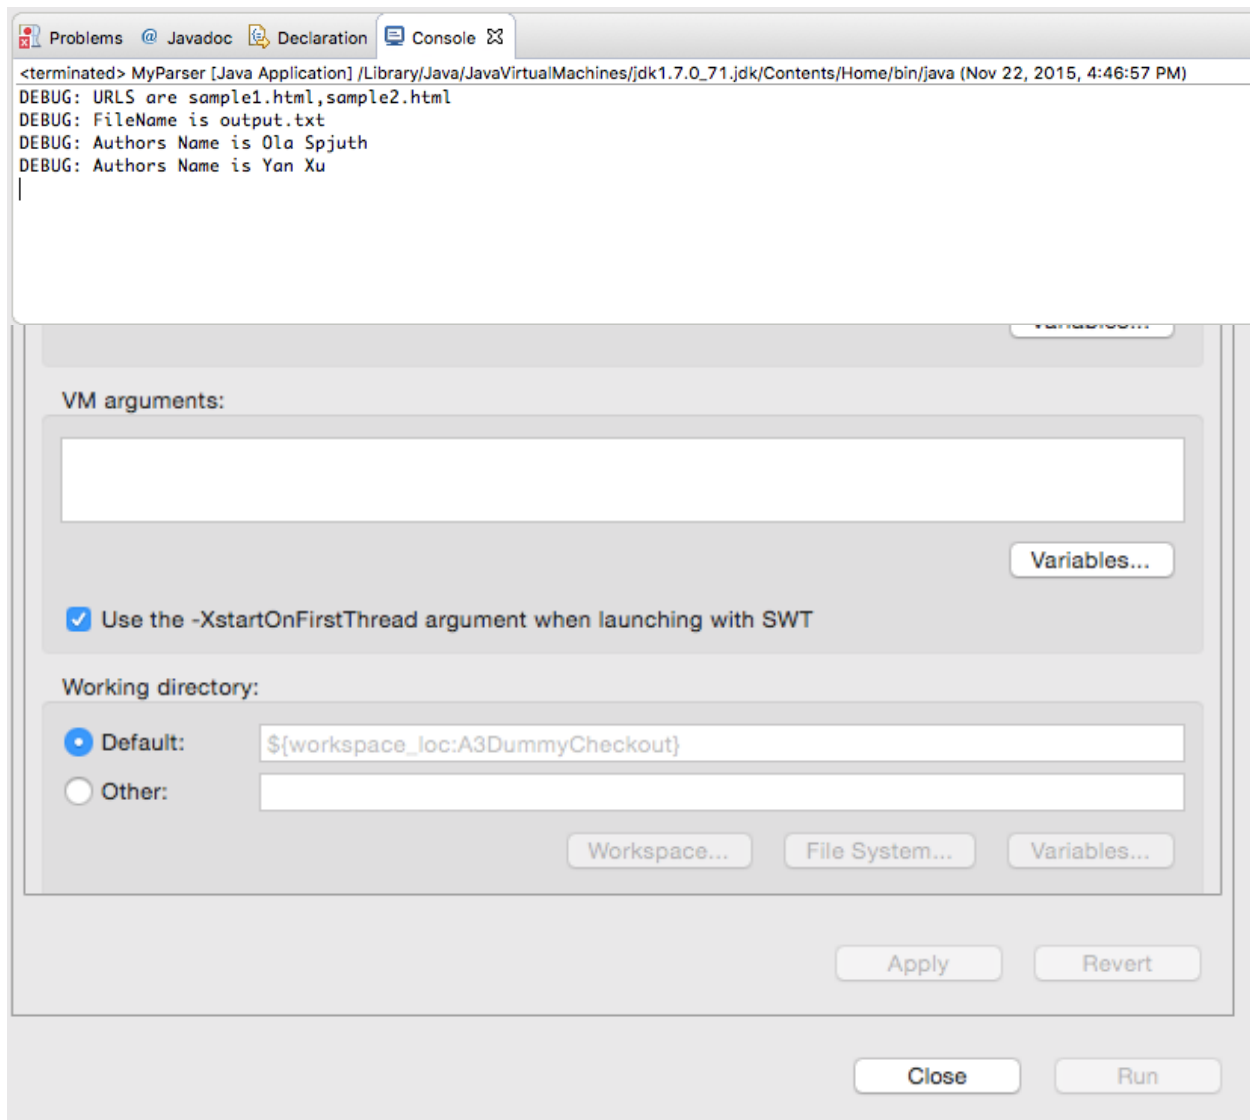 Problems @ Javadoc Declaration Console
<terminated> MyParser [Java Application] /Library/Java/JavaVirtualMachines/jdk1.7.0_71.jdk/Contents/Home/bin/java (Nov 22, 2015, 4:46:57 PM)
DEBUG: URLS are sample1.html,sample2.html
DEBUG: FileName is output.txt
DEBUG: Authors Name is Ola Spjuth
DEBUG: Authors Name is Yan Xu
Variables...
VM arguments:
Variables...
Use the -XstartOnFirstThread argument when launching with SWT
Working directory:
Default: ${workspace_loc:A3DummyCheckout}
Other:
Workspace... File System... Variables...
Apply Revert
Close Run